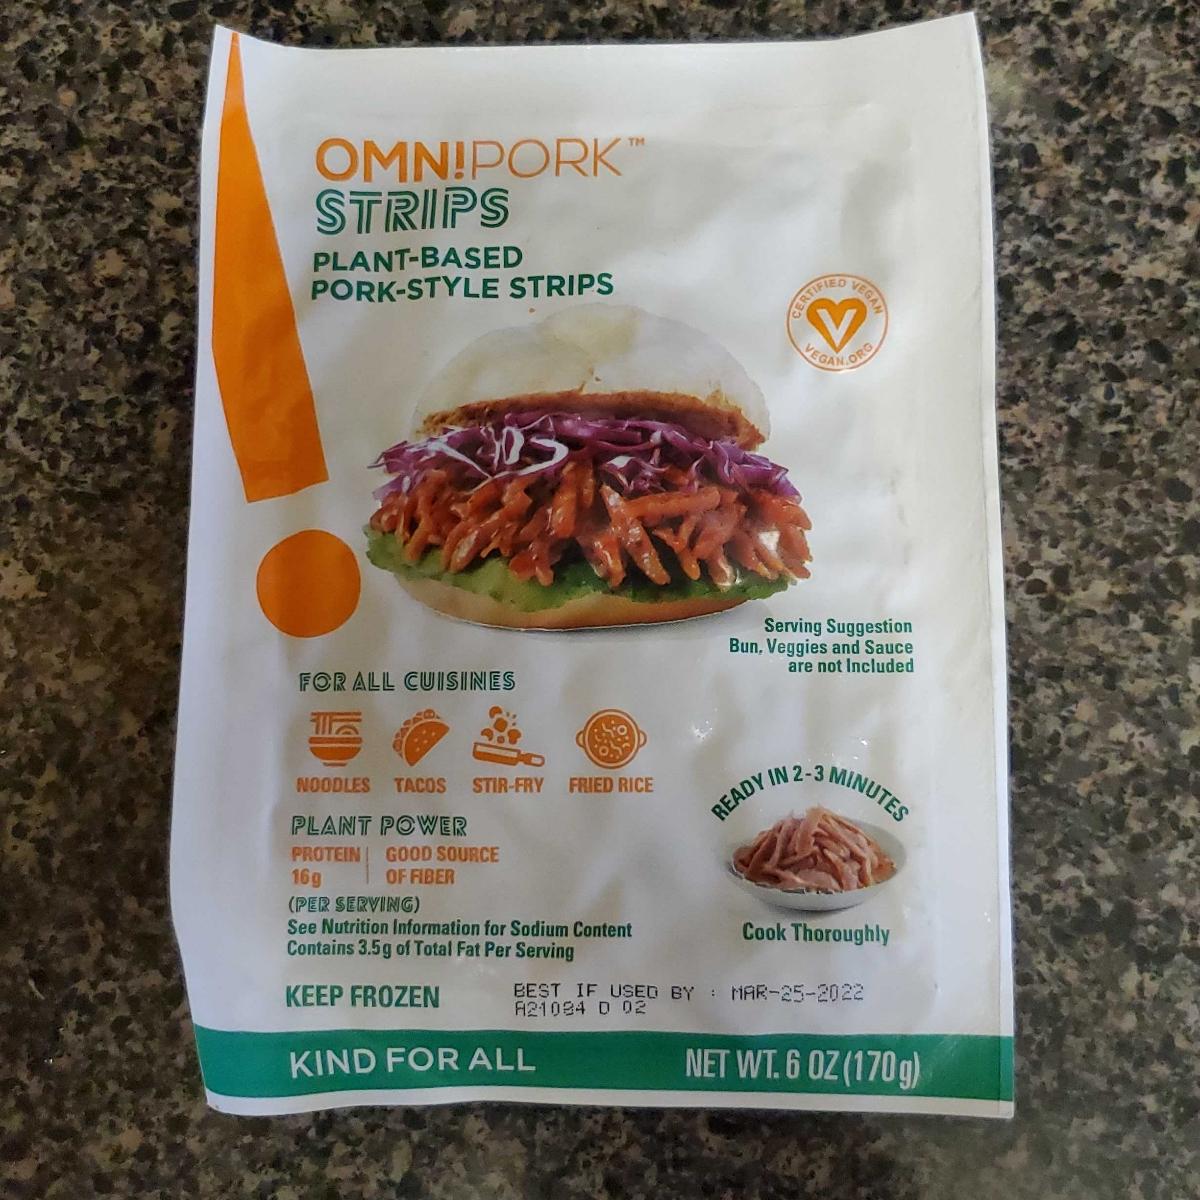 OMN!PORK™
STRIPS
PLANT-BASED
PORK-STYLE STRIPS
CERTIFIED VEGAN
V
VEGAN.ORG
Serving Suggestion
Bun, Veggies and Sauce
are not Included
FOR ALL CUISINES
NOODLES TACOS STIR-FRY FRIED RICE
READY IN 2-3 MINUTES
Cook Thoroughly
PLANT POWER
PROTEIN | GOOD SOURCE
16g | OF FIBER
(PER SERVING)
See Nutrition Information for Sodium Content
Contains 3.5g of Total Fat Per Serving
KEEP FROZEN
BEST IF USED BY : MAR-25-2022
A21084 D 02
KIND FOR ALL
NET WT. 6 OZ (170g)